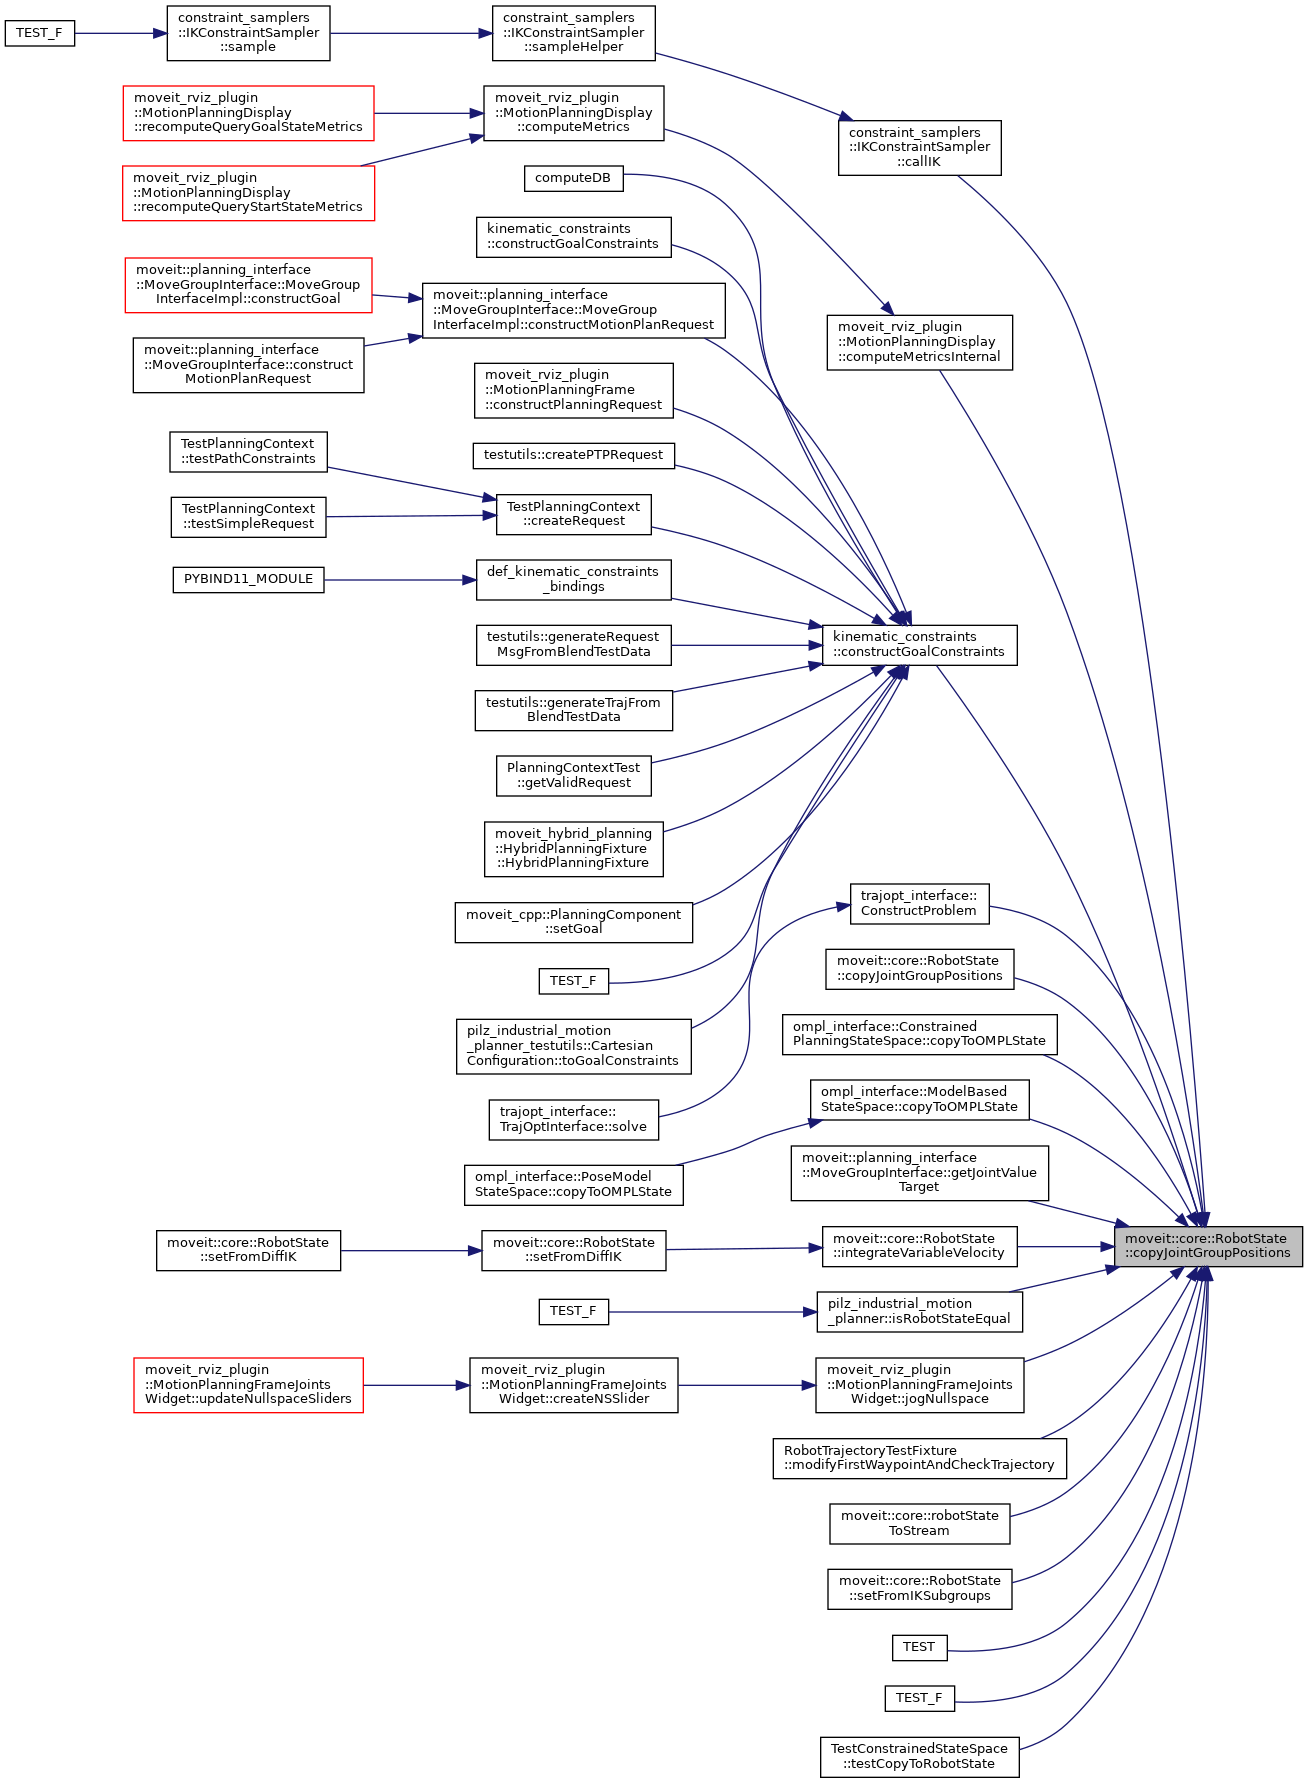 TEST_F
constraint_samplers
::IKConstraintSampler
::sample
constraint_samplers
::IKConstraintSampler
::sampleHelper
constraint_samplers
::IKConstraintSampler
::callIK
moveit_rviz_plugin
::MotionPlanningDisplay
::recomputeQueryGoalStateMetrics
moveit_rviz_plugin
::MotionPlanningDisplay
::computeMetrics
moveit_rviz_plugin
::MotionPlanningDisplay
::recomputeQueryStartStateMetrics
computeDB
kinematic_constraints
::constructGoalConstraints
moveit::planning_interface
::MoveGroupInterface::MoveGroup
InterfaceImpl::constructGoal
moveit::planning_interface
::MoveGroupInterface::MoveGroup
InterfaceImpl::constructMotionPlanRequest
moveit_rviz_plugin
::MotionPlanningDisplay
::computeMetricsInternal
moveit::planning_interface
::MoveGroupInterface::construct
MotionPlanRequest
moveit_rviz_plugin
::MotionPlanningFrame
::constructPlanningRequest
TestPlanningContext
::testPathConstraints
testutils::createPTPRequest
TestPlanningContext
::testSimpleRequest
TestPlanningContext
::createRequest
PYBIND11_MODULE
def_kinematic_constraints
_bindings
testutils::generateRequest
MsgFromBlendTestData
kinematic_constraints
::constructGoalConstraints
testutils::generateTrajFrom
BlendTestData
PlanningContextTest
::getValidRequest
moveit_hybrid_planning
::HybridPlanningFixture
::HybridPlanningFixture
moveit_cpp::PlanningComponent
::setGoal
trajopt_interface::
ConstructProblem
TEST_F
moveit::core::RobotState
::copyJointGroupPositions
pilz_industrial_motion
_planner_testutils::Cartesian
Configuration::toGoalConstraints
ompl_interface::Constrained
PlanningStateSpace::copyToOMPLState
trajopt_interface::
TrajOptInterface::solve
ompl_interface::ModelBased
StateSpace::copyToOMPLState
ompl_interface::PoseModel
StateSpace::copyToOMPLState
moveit::planning_interface
::MoveGroupInterface::getJointValue
Target
moveit::core::RobotState
::setFromDiffIK
moveit::core::RobotState
::setFromDiffIK
moveit::core::RobotState
::integrateVariableVelocity
moveit::core::RobotState
::copyJointGroupPositions
TEST_F
pilz_industrial_motion
_planner::isRobotStateEqual
moveit_rviz_plugin
::MotionPlanningFrameJoints
Widget::updateNullspaceSliders
moveit_rviz_plugin
::MotionPlanningFrameJoints
Widget::createNSSlider
moveit_rviz_plugin
::MotionPlanningFrameJoints
Widget::jogNullspace
RobotTrajectoryTestFixture
::modifyFirstWaypointAndCheckTrajectory
moveit::core::robotState
ToStream
moveit::core::RobotState
::setFromIKSubgroups
TEST
TEST_F
TestConstrainedStateSpace
::testCopyToRobotState